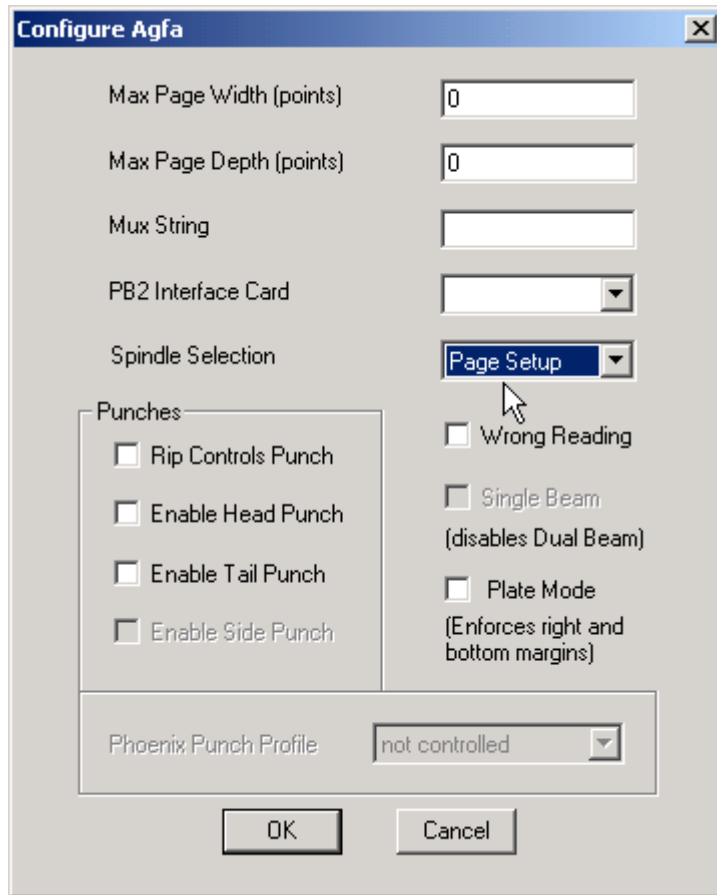 Configure Agfa
Max Page Width (points) 0
Max Page Depth (points) 0
Mux String
PB2 Interface Card
Spindle Selection Page Setup
Punches
Rip Controls Punch
Enable Head Punch
Enable Tail Punch
Enable Side Punch
Wrong Reading
Single Beam
(disables Dual Beam)
Plate Mode
(Enforces right and
bottom margins)
Phoenix Punch Profile not controlled
OK Cancel